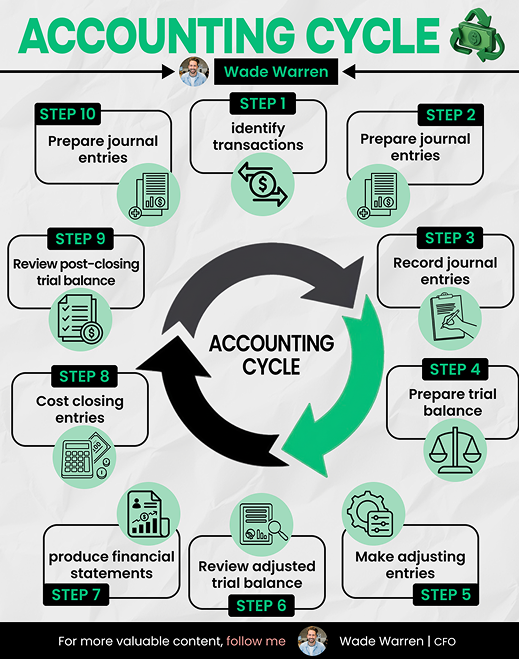 ACCOUNTING CYCLE
Wade Warren
STEP 1
identify
transactions
STEP 2
Prepare journal
entries
STEP 3
Record journal
entries
STEP 4
Prepare trial
balance
STEP 5
Make adjusting
entries
STEP 6
Review adjusted
trial balance
STEP 7
produce financial
statements
STEP 8
Cost closing
entries
STEP 9
Review post-closing
trial balance
STEP 10
Prepare journal
entries
ACCOUNTING
CYCLE
For more valuable content, follow me Wade Warren | CFO